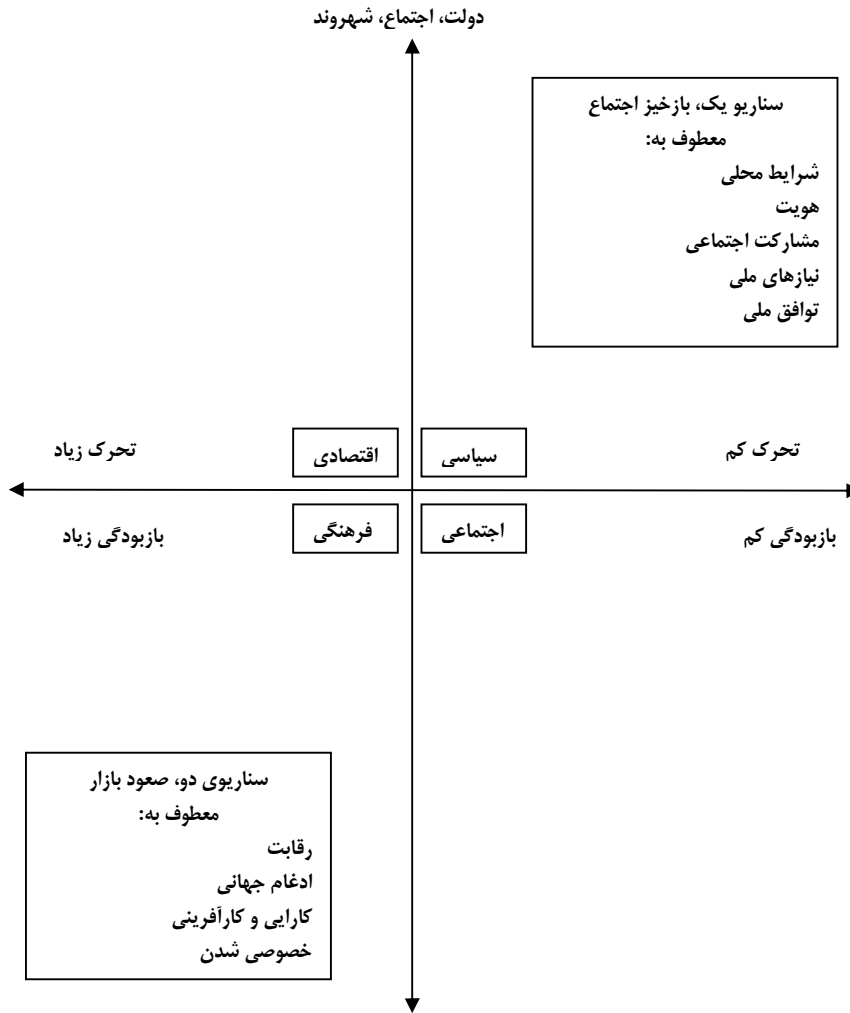 دولت، اجتماع، شهروند
سناریو یک، بازخیز اجتماع
معطوف به:
شرایط محلی
هویت
مشارکت اجتماعی
نیازهای ملی
توافق ملی
تحرک کم
سیاسی
اقتصادی
تحرک زیاد
بازبودگی کم
اجتماعی
فرهنگی
بازبودگی زیاد
سناریوی دو، صعود بازار
معطوف به:
رقابت
ادغام جهانی
کارایی و کارآفرینی
خصوصی شدن